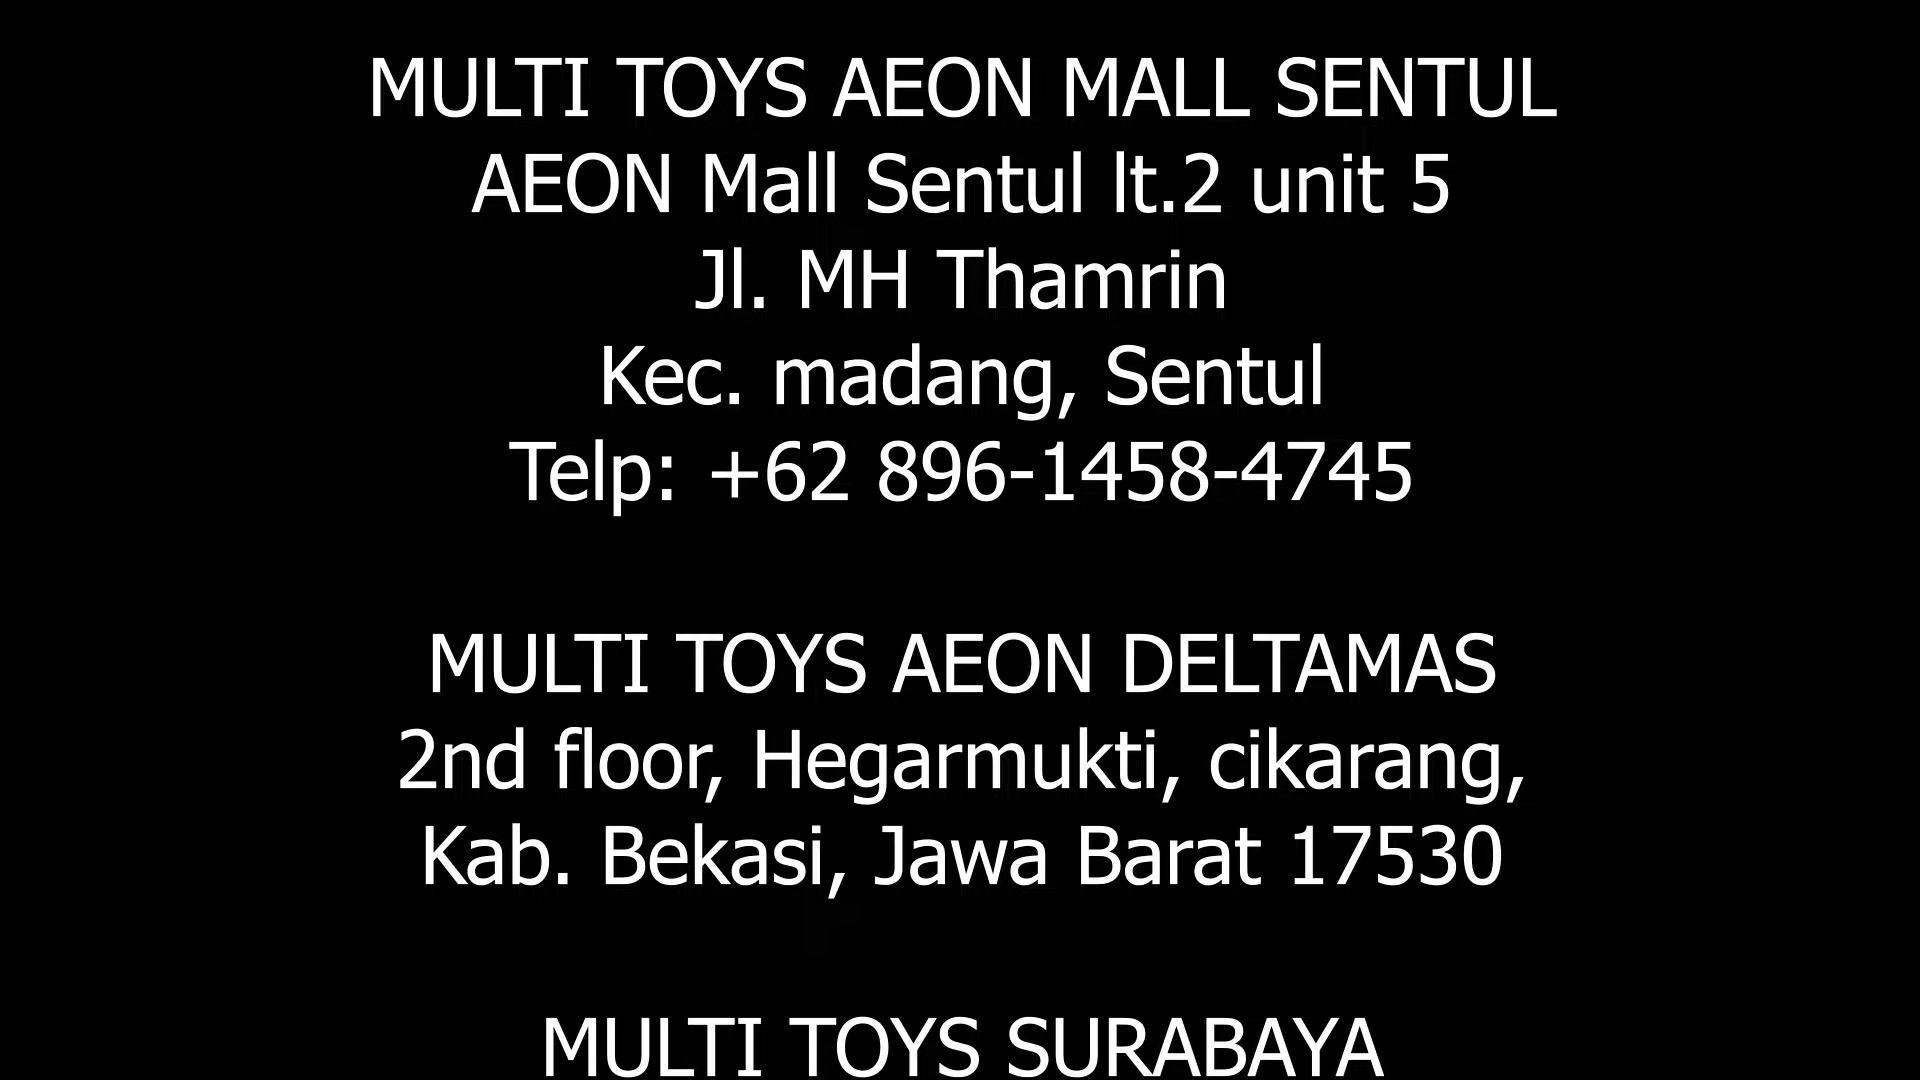 MULTI TOYS AEON MALL SENTUL
AEON Mall Sentul lt.2 unit 5
Jl. MH Thamrin
Kec. madang, Sentul
Telp: +62 896-1458-4745
MULTI TOYS AEON DELTAMAS
2nd floor, Hegarmukti, cikarang,
Kab. Bekasi, Jawa Barat 17530
MULTI TOYS SURABAYA